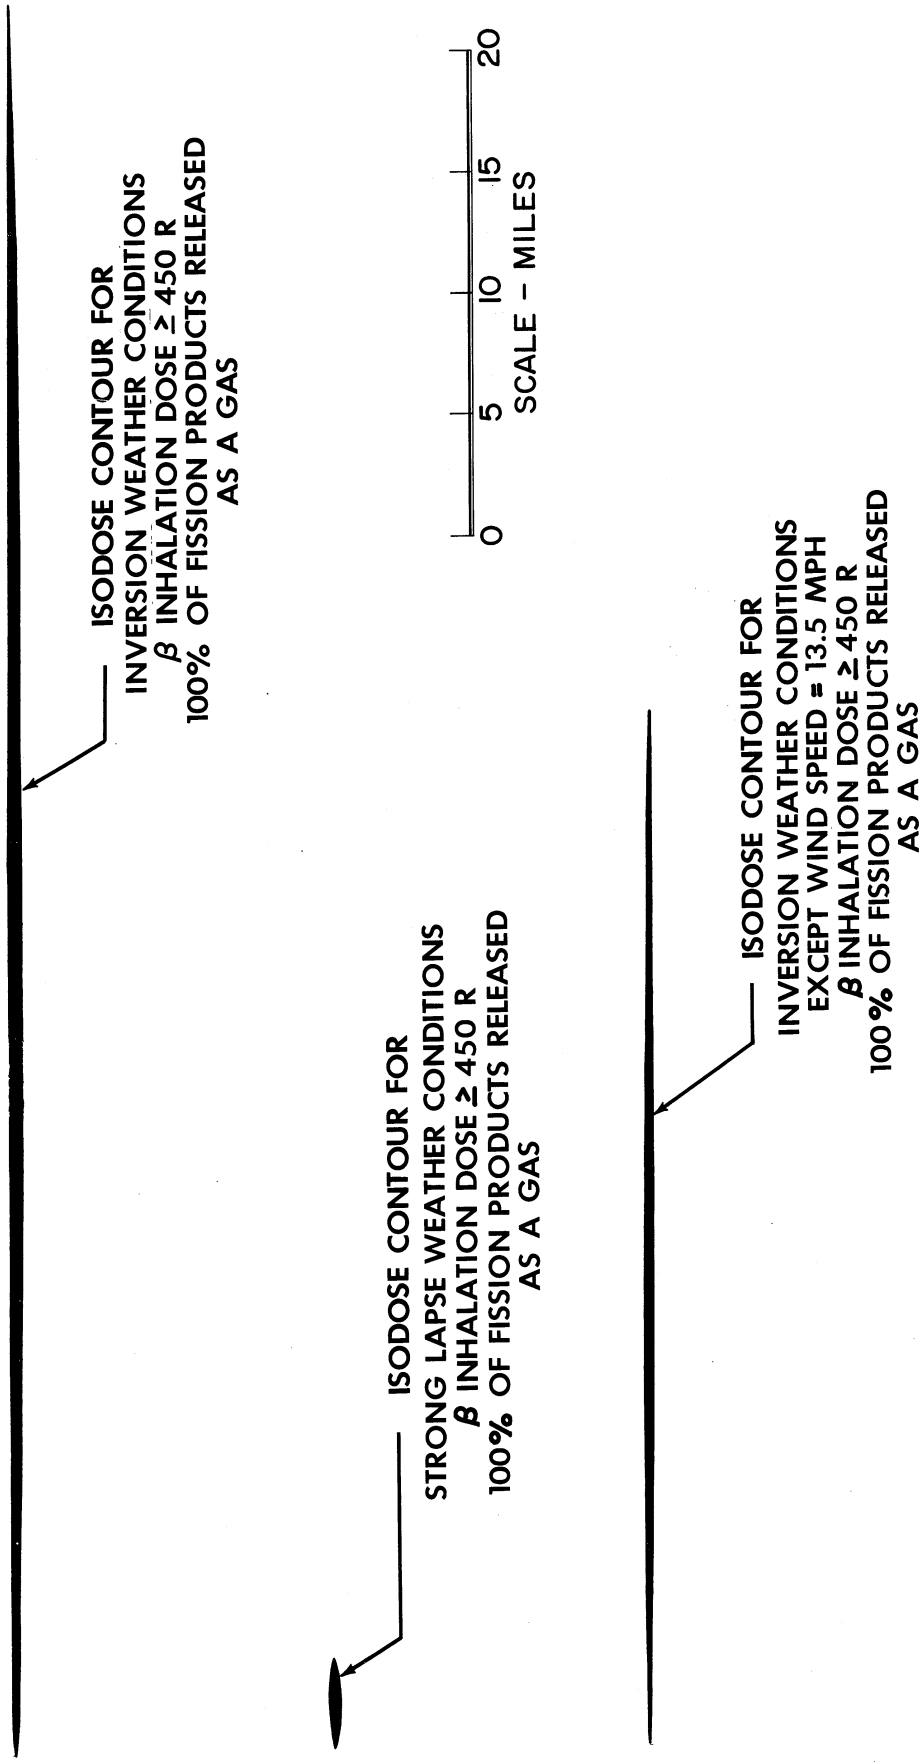 ISODOSE CONTOUR FOR
INVERSION WEATHER CONDITIONS
β INHALATION DOSE ≥ 450 R
100% OF FISSION PRODUCTS RELEASED
AS A GAS
0 5 10 15 20
SCALE – MILES
ISODOSE CONTOUR FOR
STRONG LAPSE WEATHER CONDITIONS
β INHALATION DOSE ≥ 450 R
100% OF FISSION PRODUCTS RELEASED
AS A GAS
ISODOSE CONTOUR FOR
INVERSION WEATHER CONDITIONS
EXCEPT WIND SPEED = 13.5 MPH
β INHALATION DOSE ≥ 450 R
100% OF FISSION PRODUCTS RELEASED
AS A GAS